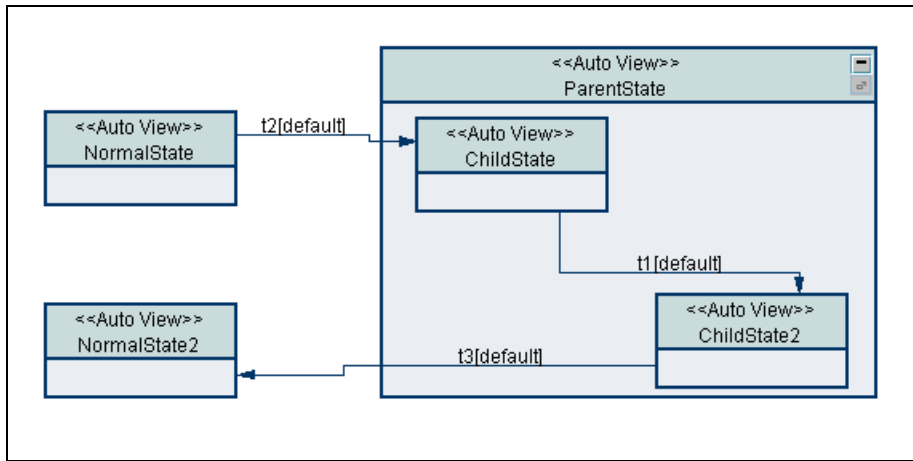 <<Auto View>>
ParentState
<<Auto View>>
NormalState
t2[default]
<<Auto View>>
ChildState
t1[default]
<<Auto View>>
NormalState2
<<Auto View>>
ChildState2
t3[default]